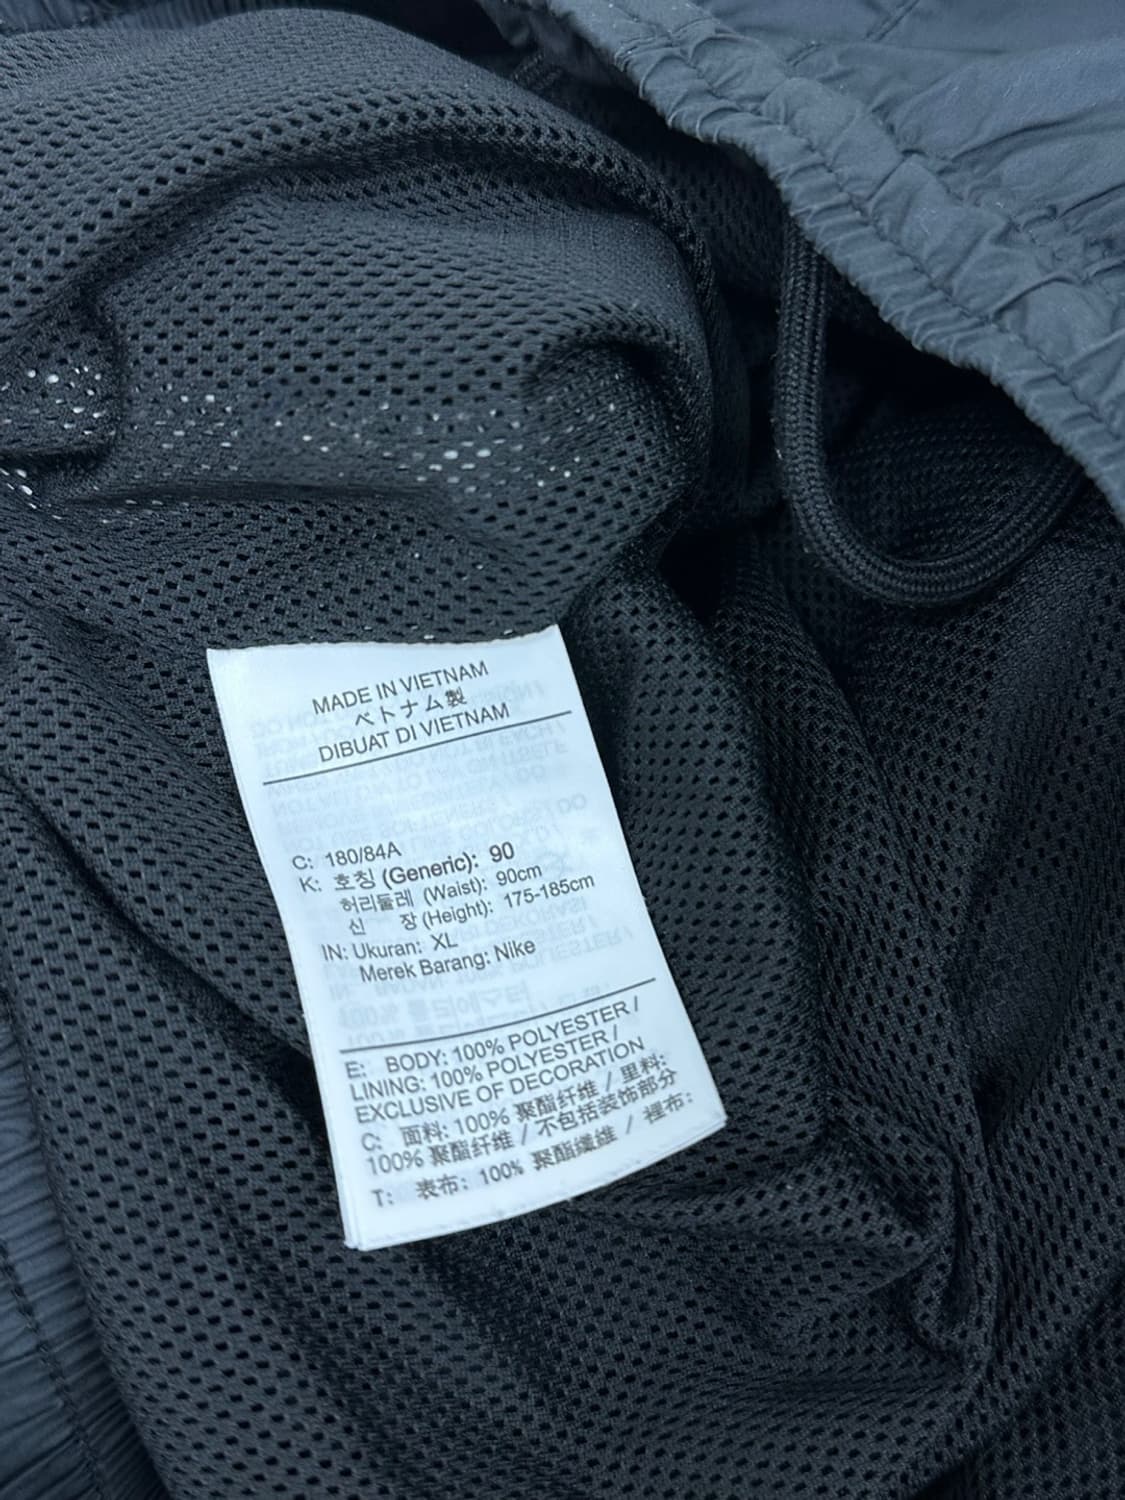 MADE IN VIETNAM
ベトナム製
DIBUAT DI VIETNAM
C: 180/84A
K: 호칭 (Generic): 90
허리둘레 (Waist): 90cm
신 장 (Height): 175-185cm
IN: Ukuran: XL
Merek Barang: Nike
E: BODY: 100% POLYESTER /
LINING: 100% POLYESTER /
EXCLUSIVE OF DECORATION
C: 面料: 100% 聚酯纤维 / 里料:
100% 聚酯纤维 / 不包括装饰部分
T: 表布: 100% 聚酯纖維 / 裡布: